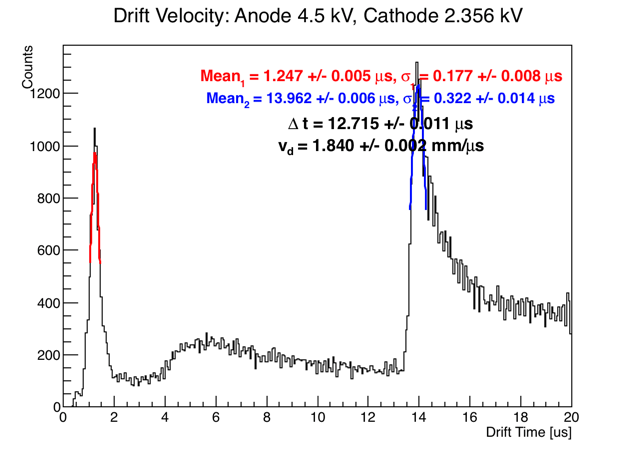 Drift Velocity: Anode 4.5 kV, Cathode 2.356 kV
Counts
Mean₁ = 1.247 +/- 0.005 μs, σ₁ = 0.177 +/- 0.008 μs
Mean₂ = 13.962 +/- 0.006 μs, σ = 0.322 +/- 0.014 μs
Δ t = 12.715 +/- 0.011 μs
v_d = 1.840 +/- 0.002 mm/μs
1200
1000
800
600
400
200
0
0 2 4 6 8 10 12 14 16 18 20
Drift Time [us]